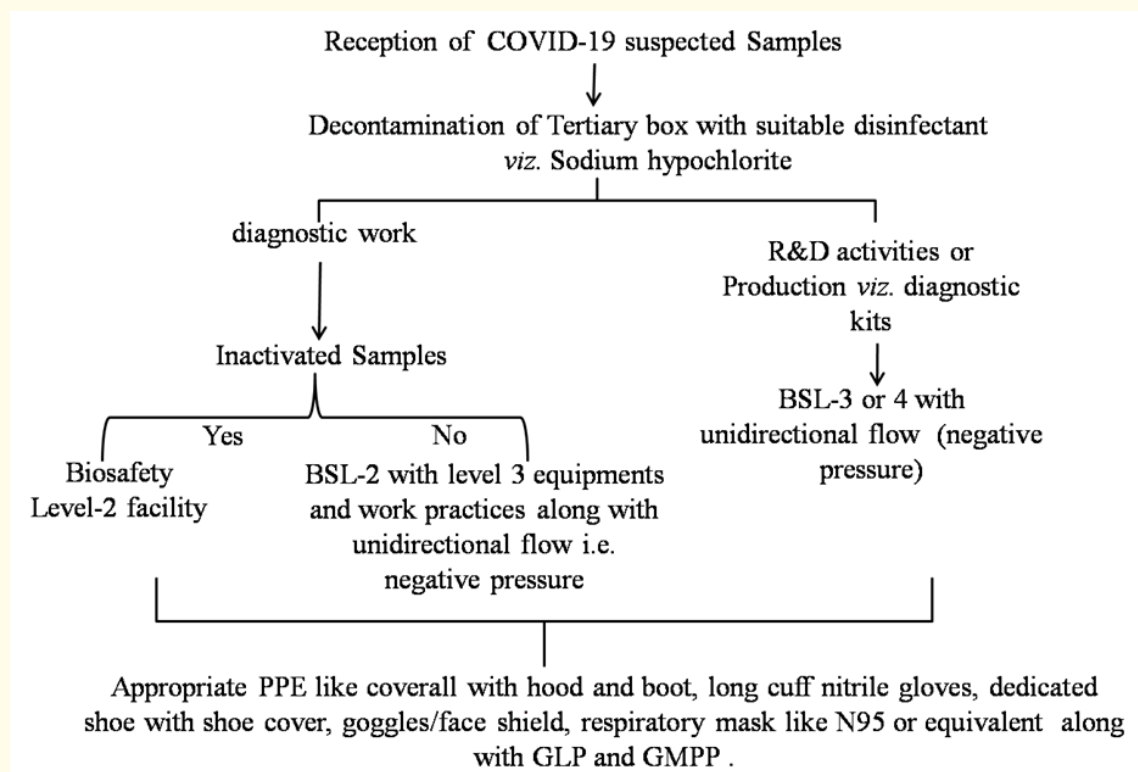 Reception of COVID-19 suspected Samples
Decontamination of Tertiary box with suitable disinfectant
viz. Sodium hypochlorite
diagnostic work
R&D activities or
Production viz. diagnostic
kits
Inactivated Samples
BSL-3 or 4 with
unidirectional flow (negative
pressure)
Yes
No
Biosafety
Level-2 facility
BSL-2 with level 3 equipments
and work practices along with
unidirectional flow i.e.
negative pressure
Appropriate PPE like coverall with hood and boot, long cuff nitrile gloves, dedicated
shoe with shoe cover, goggles/face shield, respiratory mask like N95 or equivalent along
with GLP and GMPP .